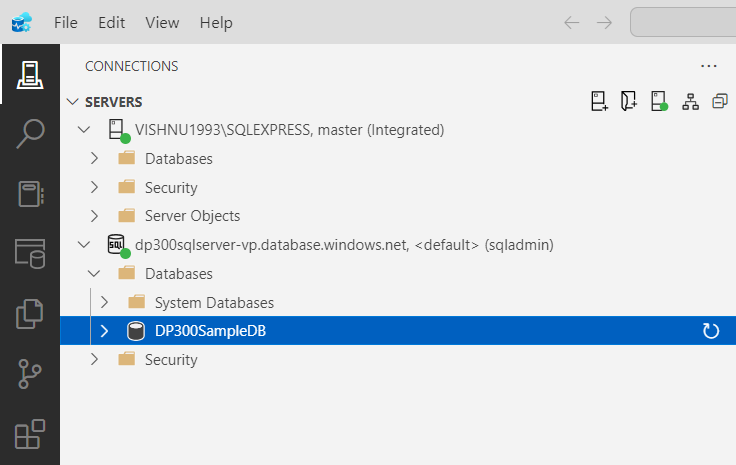 File Edit View Help
CONNECTIONS
SERVERS
VISHNU1993\SQLEXPRESS, master (Integrated)
Databases
Security
Server Objects
SQL dp300sqlserver-vp.database.windows.net, <default> (sqladmin)
Databases
System Databases
DP300SampleDB
Security